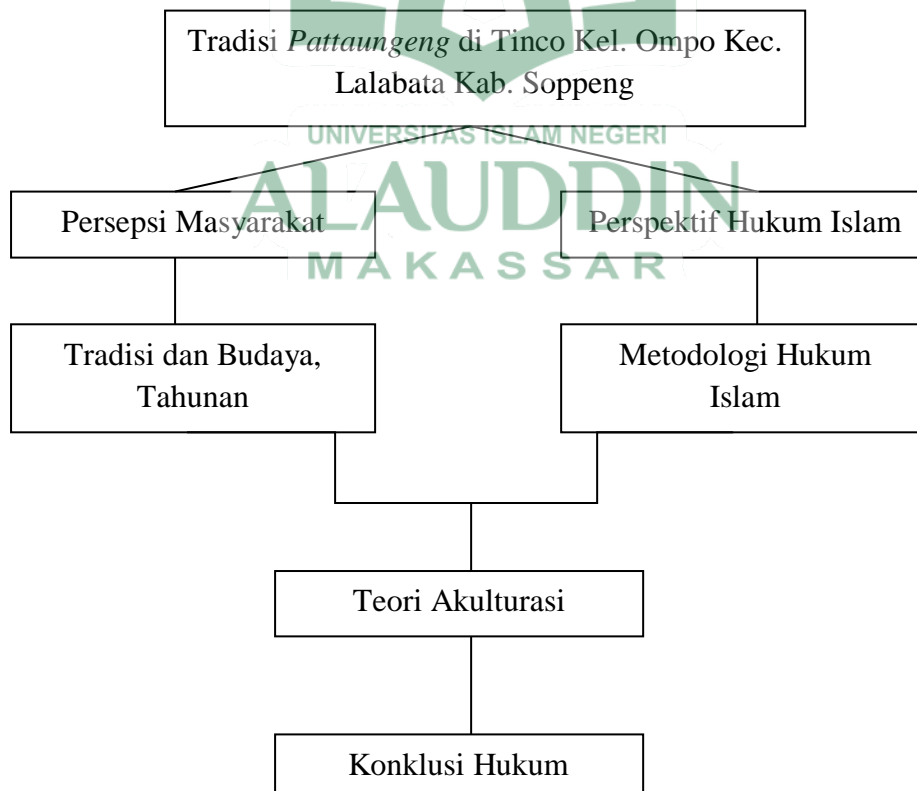 Tradisi Pattaungeng di Tinco Kel. Ompo Kec.
Lalabata Kab. Soppeng
UNIVERSITAS ISLAM NEGERI
ALAUDDIN
MAKASSAR
Persepsi Masyarakat
Perspektif Hukum Islam
Tradisi dan Budaya,
Tahunan
Metodologi Hukum
Islam
Teori Akulturasi
Konklusi Hukum